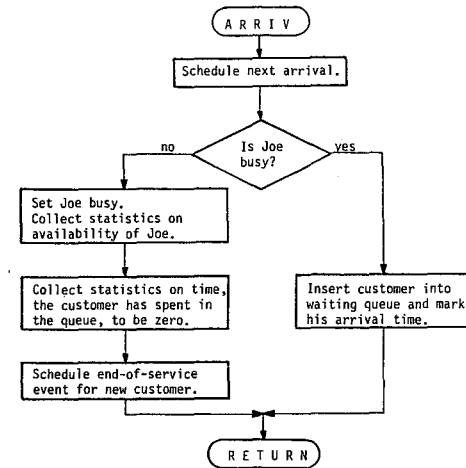 A R R I V
Schedule next arrival.
Is Joe
busy?
no
yes
Set Joe busy.
Collect statistics on
availability of Joe.
Collect statistics on time,
the customer has spent in
the queue, to be zero.
Schedule end-of-service
event for new customer.
Insert customer into
waiting queue and mark
his arrival time.
R E T U R N